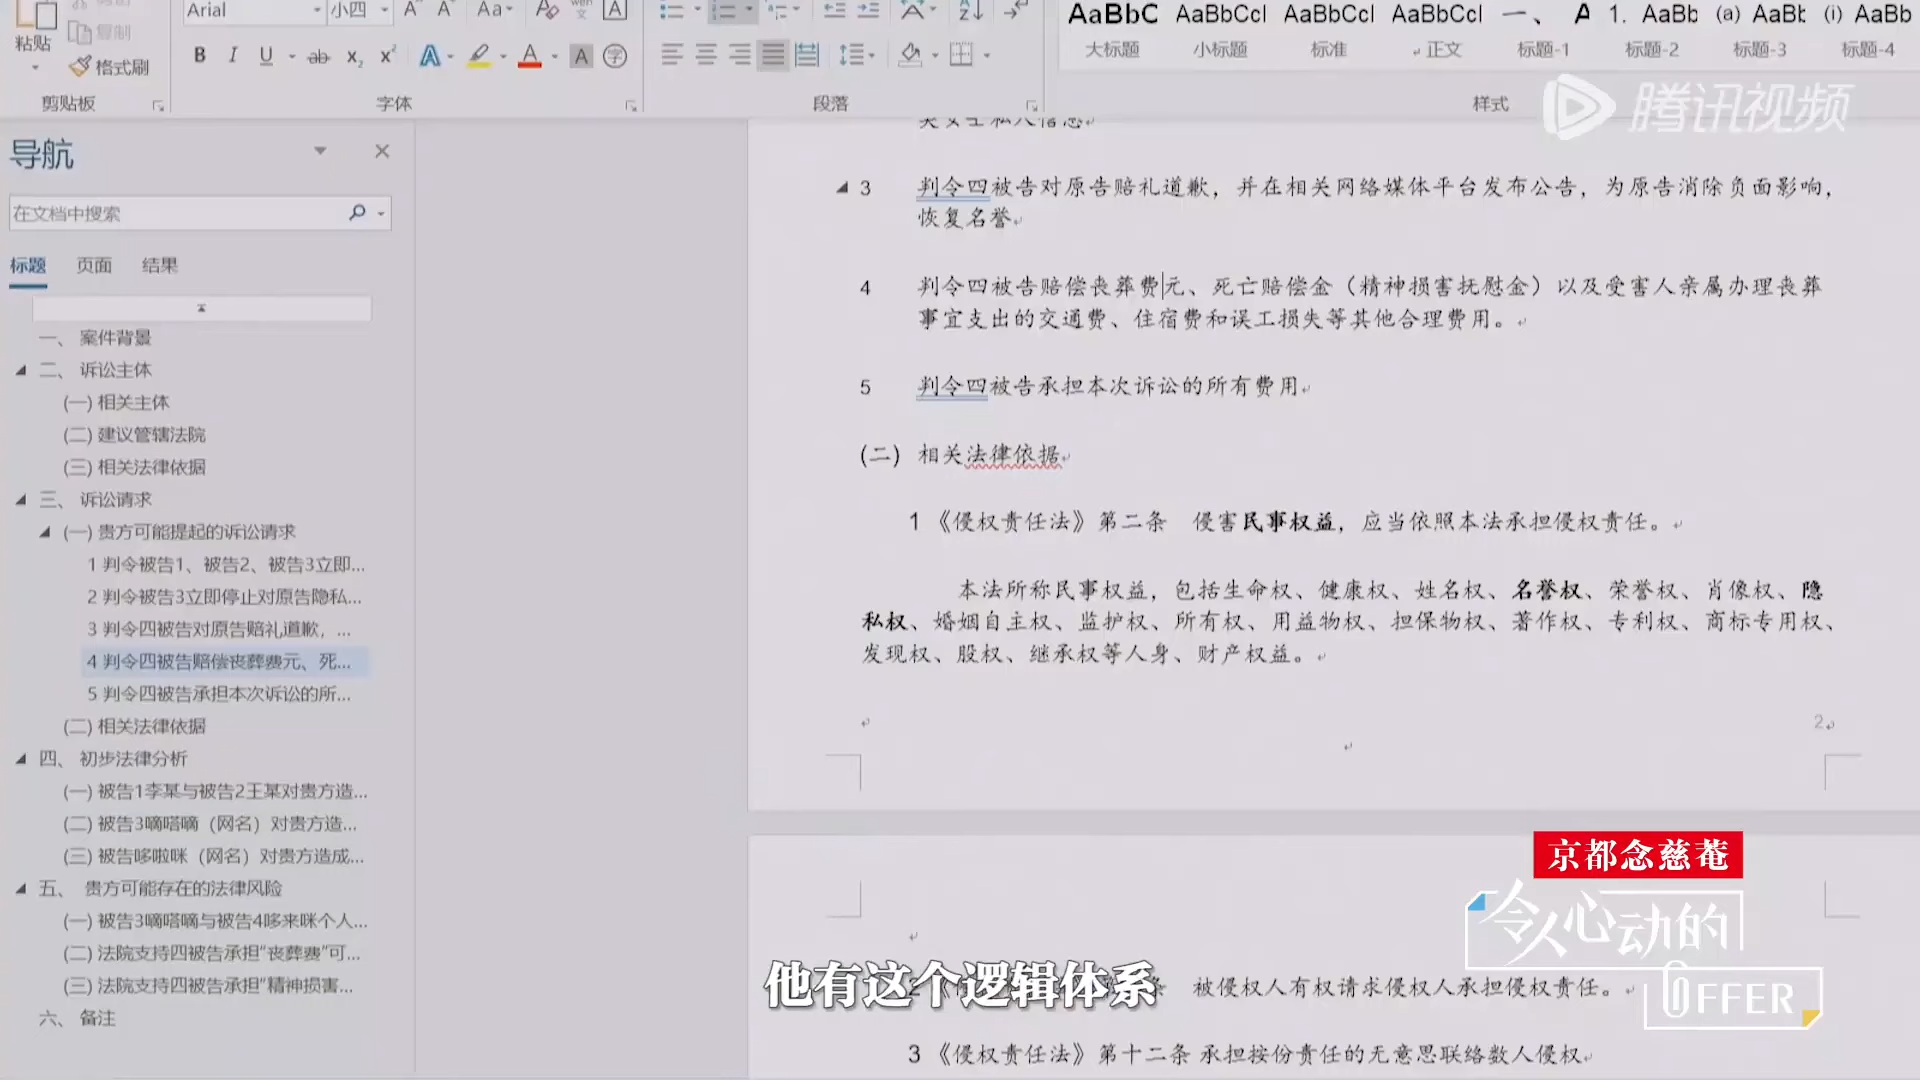 粘贴
复制
格式刷
剪贴板
Arial
小四
Aa
wén
文
A
B I U ab x₂ x² A A A 字
字体
段落
AaBbC AaBbCcl AaBbCcl AaBbCcl 一、 A 1. AaBb (a) AaBb (i) AaBb
大标题 小标题 标准 正文 标题-1 标题-2 标题-3 标题-4
样式
腾讯视频
导航
在文档中搜索
标题 页面 结果
一、 案件背景
二、 诉讼主体
(一) 相关主体
(二) 建议管辖法院
(三) 相关法律依据
三、 诉讼请求
(一) 贵方可能提起的诉讼请求
1 判令被告1、被告2、被告3立即...
2 判令被告3立即停止对原告隐私...
3 判令四被告对原告赔礼道歉，...
4 判令四被告赔偿丧葬费元、死...
5 判令四被告承担本次诉讼的所...
(二) 相关法律依据
四、 初步法律分析
(一) 被告1李某与被告2王某对贵方造...
(二) 被告3嘀嗒嘀（网名）对贵方造...
(三) 被告哆啦咪（网名）对贵方造成...
五、 贵方可能存在的法律风险
(一) 被告3嘀嗒嘀与被告4哆来咪个人...
(二) 法院支持四被告承担“丧葬费”可...
(三) 法院支持四被告承担“精神损害...
六、 备注
3 判令四被告对原告赔礼道歉，并在相关网络媒体平台发布公告，为原告消除负面影响，
恢复名誉
4 判令四被告赔偿丧葬费元、死亡赔偿金（精神损害抚慰金）以及受害人亲属办理丧葬
事宜支出的交通费、住宿费和误工损失等其他合理费用。
5 判令四被告承担本次诉讼的所有费用
(二) 相关法律依据
1 《侵权责任法》第二条 侵害民事权益，应当依照本法承担侵权责任。
本法所称民事权益，包括生命权、健康权、姓名权、名誉权、荣誉权、肖像权、隐
私权、婚姻自主权、监护权、所有权、用益物权、担保物权、著作权、专利权、商标专用权、
发现权、股权、继承权等人身、财产权益。
2
京都念慈菴
令人心动的
OFFER
条 被侵权人有权请求侵权人承担侵权责任。
他有这个逻辑体系
3 《侵权责任法》第十二条 承担按份责任的无意思联络数人侵权